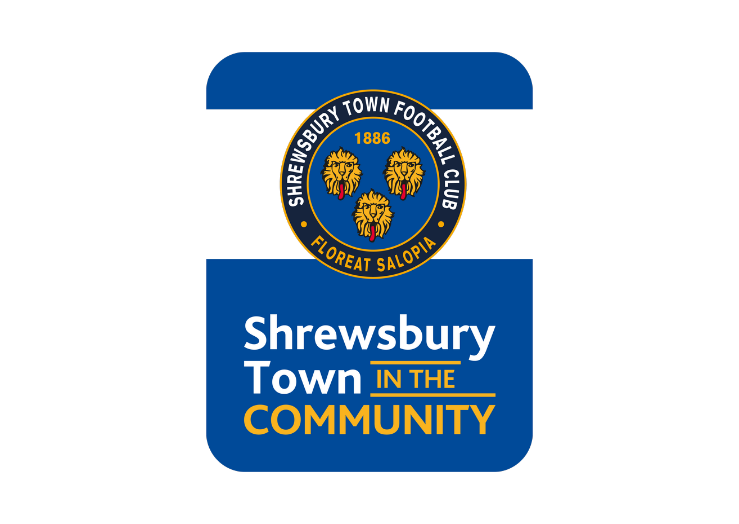 SHREWSBURY TOWN FOOTBALL CLUB
1886
• FLOREAT SALOPIA •
Shrewsbury
Town IN THE
COMMUNITY